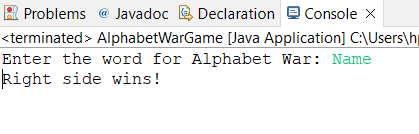 Problems @ Javadoc Declaration Console
<terminated> AlphabetWarGame [Java Application] C:\Users\hp
Enter the word for Alphabet War: Name
Right side wins!